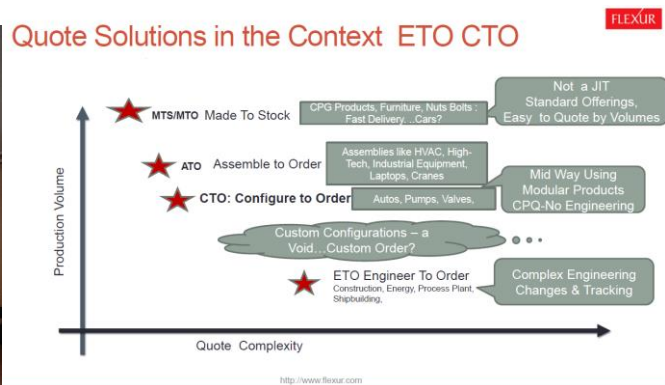 FLEXUR
Quote Solutions in the Context ETO CTO
MTS/MTO Made To Stock
CPG Products, Furniture, Nuts Bolts :
Fast Delivery. ..Cars?
Not a JIT
Standard Offerings,
Easy to Quote by Volumes
ATO Assemble to Order
Assemblies like HVAC, High-
Tech, Industrial Equipment,
Laptops, Cranes
CTO: Configure to Order
Autos, Pumps, Valves,
Mid Way Using
Modular Products
CPQ-No Engineering
Custom Configurations – a
Void…Custom Order?
ETO Engineer To Order
Construction, Energy, Process Plant,
Shipbuilding,
Complex Engineering
Changes & Tracking
Production Volume
Quote Complexity
http://www.flexur.com